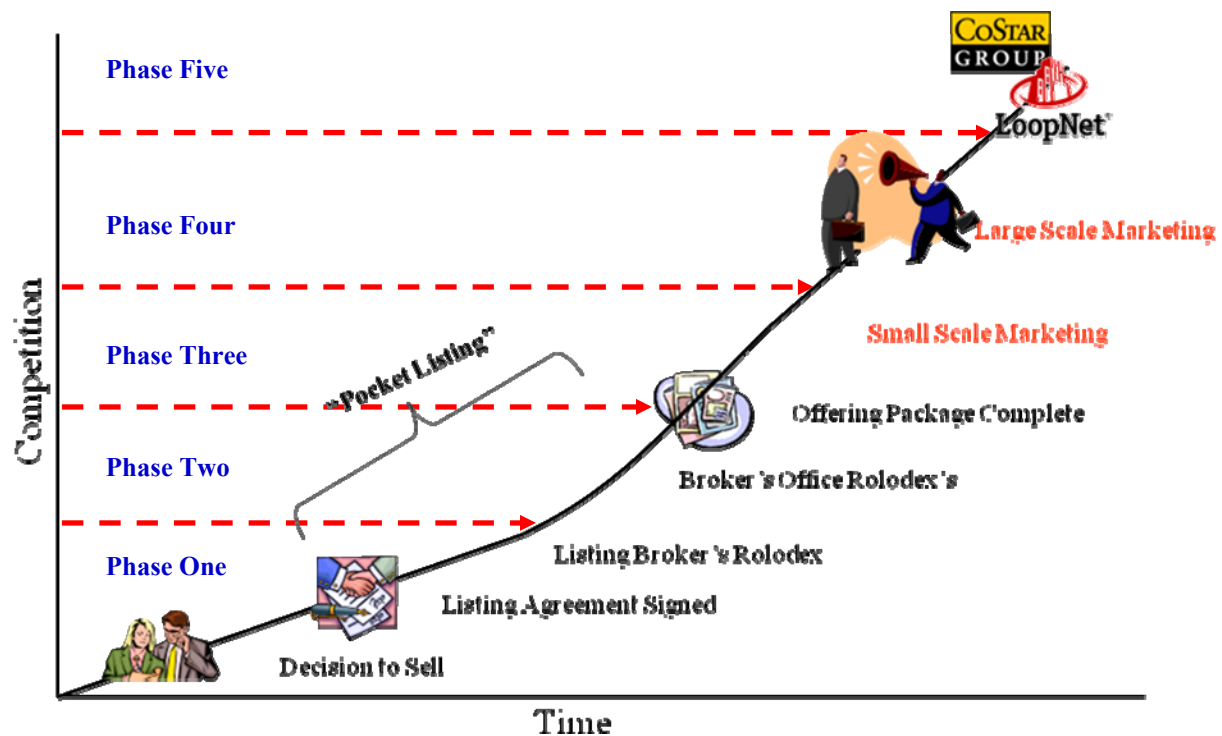 COSTAR
GROUP
LoopNet
Phase Five
Phase Four
Large Scale Marketing
Small Scale Marketing
Phase Three
"Pocket Listing"
Offering Package Complete
Phase Two
Broker's Office Rolodex's
Listing Broker's Rolodex
Phase One
Listing Agreement Signed
Decision to Sell
Competition
Time